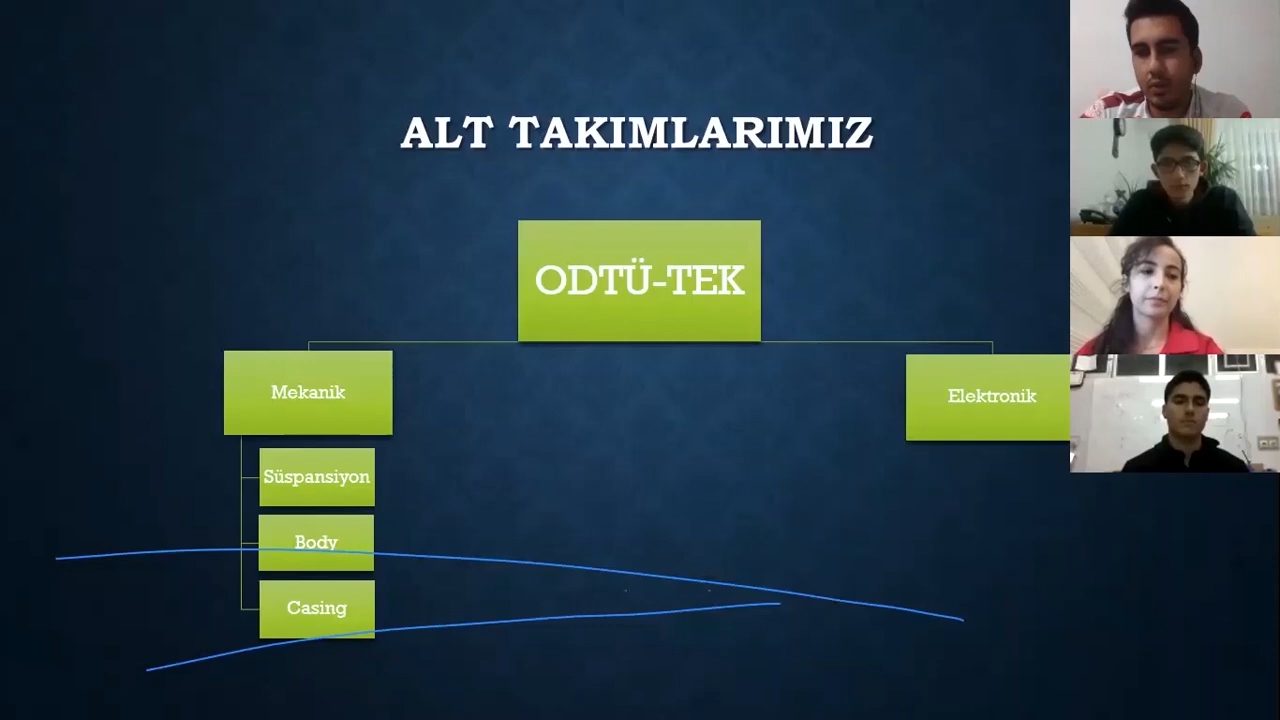 ALT TAKIMLARIMIZ
ODTÜ-TEK
Mekanik
Elektronik
Süspansiyon
Body
Casing